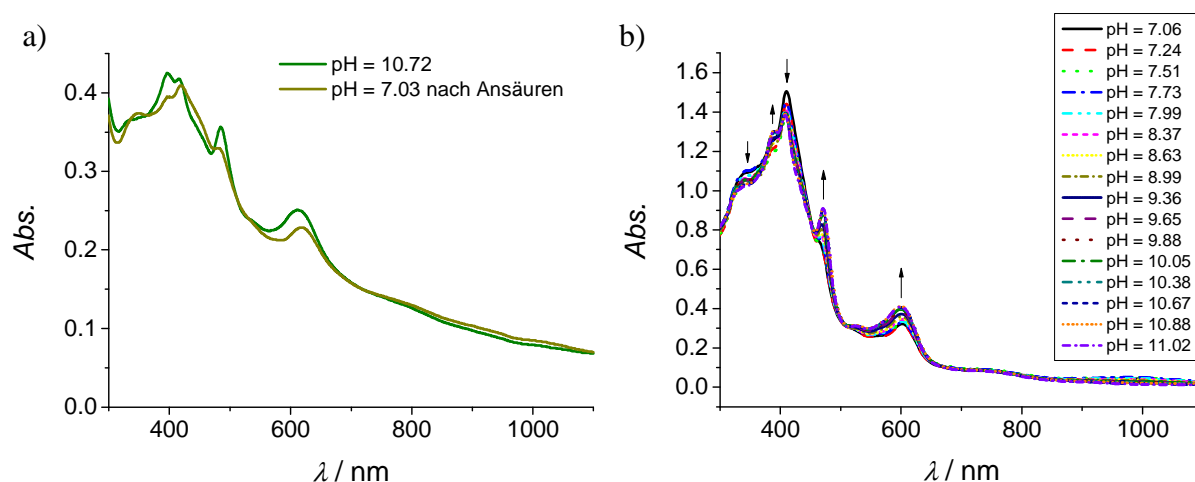 a)
Abs.
0.4
0.3
0.2
0.1
0.0
400
600
800
1000
λ / nm
pH = 10.72
pH = 7.03 nach Ansäuren
b)
Abs.
1.6
1.4
1.2
1.0
0.8
0.6
0.4
0.2
0.0
400
600
800
1000
λ / nm
pH = 7.06
pH = 7.24
pH = 7.51
pH = 7.73
pH = 7.99
pH = 8.37
pH = 8.63
pH = 8.99
pH = 9.36
pH = 9.65
pH = 9.88
pH = 10.05
pH = 10.38
pH = 10.67
pH = 10.88
pH = 11.02